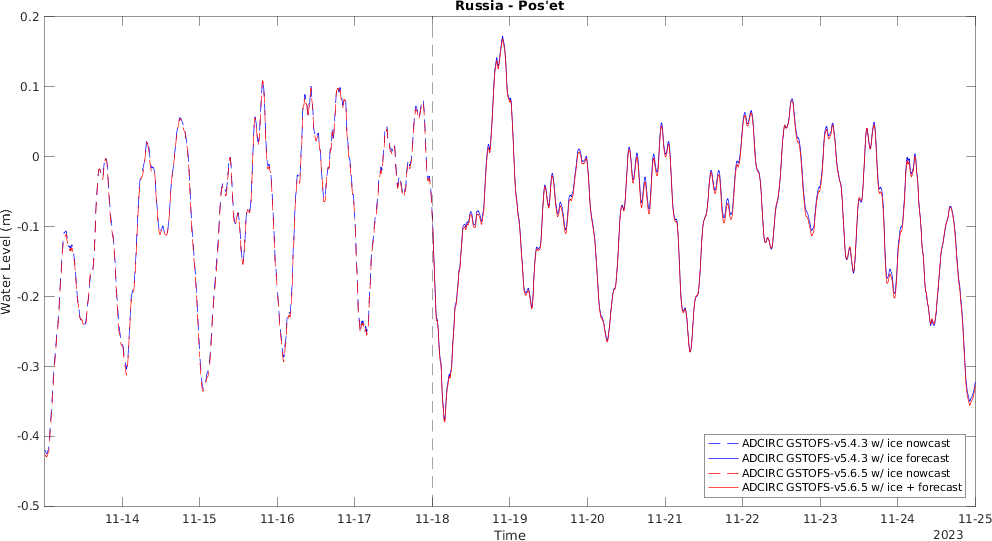 Russia - Pos'et
Water Level (m)
0.2
0.1
0
-0.1
-0.2
-0.3
-0.4
-0.5
ADCIRC GSTOFS-v5.4.3 w/ ice nowcast
ADCIRC GSTOFS-v5.4.3 w/ ice forecast
ADCIRC GSTOFS-v5.6.5 w/ ice nowcast
ADCIRC GSTOFS-v5.6.5 w/ ice + forecast
11-14 11-15 11-16 11-17 11-18 11-19 11-20 11-21 11-22 11-23 11-24 11-25
Time
2023